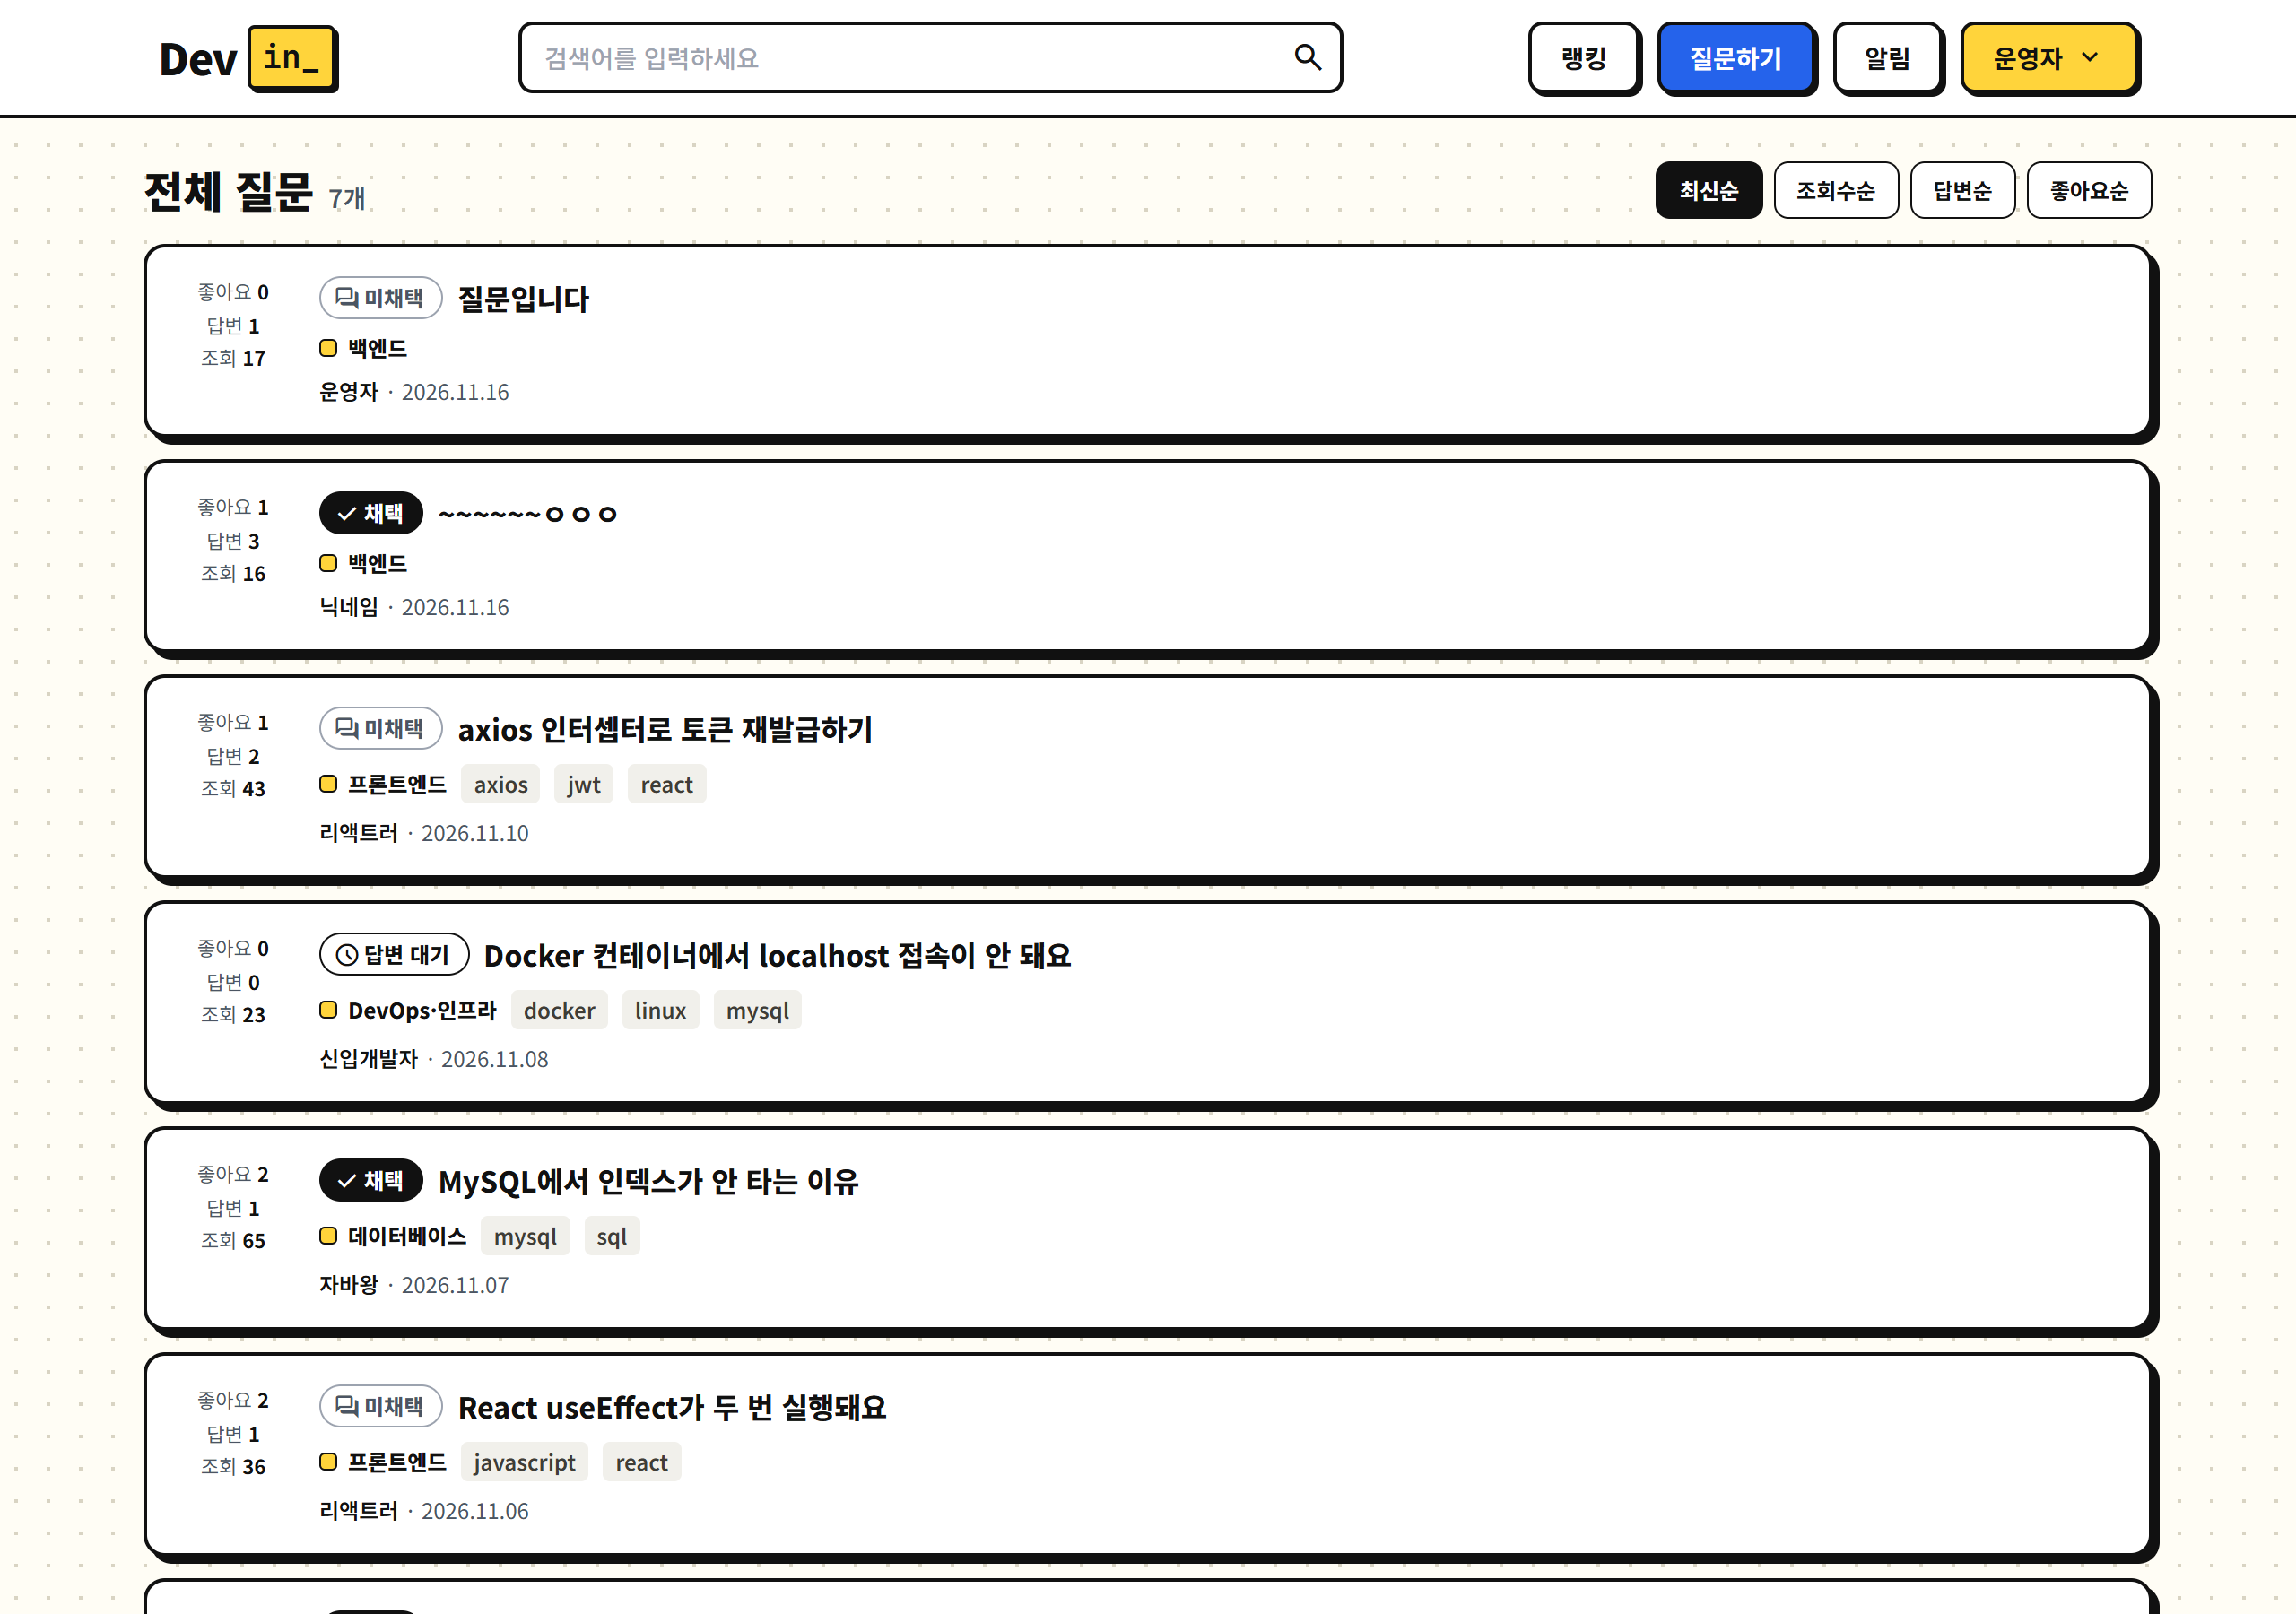 Dev in_
검색어를 입력하세요
랭킹 질문하기 알림 운영자
전체 질문 7개
최신순 조회수순 답변순 좋아요순
좋아요 0
답변 1
조회 17
미채택 질문입니다
백엔드
운영자 · 2026.11.16
좋아요 1
답변 3
조회 16
채택 ~~~~~~ㅇㅇㅇ
백엔드
닉네임 · 2026.11.16
좋아요 1
답변 2
조회 43
미채택 axios 인터셉터로 토큰 재발급하기
프론트엔드 axios jwt react
리액트러 · 2026.11.10
좋아요 0
답변 0
조회 23
답변 대기 Docker 컨테이너에서 localhost 접속이 안 돼요
DevOps·인프라 docker linux mysql
신입개발자 · 2026.11.08
좋아요 2
답변 1
조회 65
채택 MySQL에서 인덱스가 안 타는 이유
데이터베이스 mysql sql
자바왕 · 2026.11.07
좋아요 2
답변 1
조회 36
미채택 React useEffect가 두 번 실행돼요
프론트엔드 javascript react
리액트러 · 2026.11.06